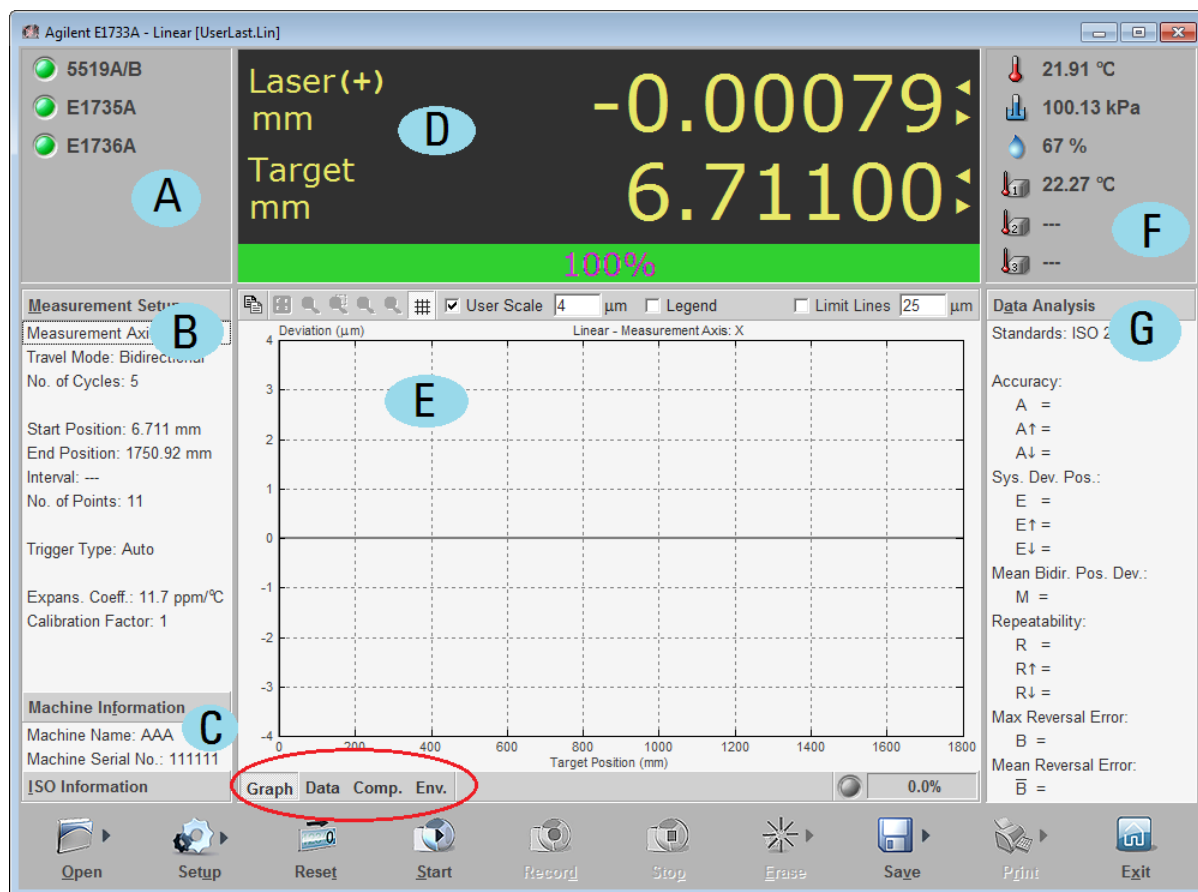 Agilent E1733A - Linear [UserLast.Lin]
5519A/B
E1735A
E1736A
A
Laser(+)
mm
-0.00079
D
Target
mm
6.71100
100%
21.91 ℃
100.13 kPa
67 %
1 22.27 ℃
2 ---
3 ---
F
Measurement
B
Measurement
Travel Mode: Bidirectional
No. of Cycles: 5
Start Position: 6.711 mm
End Position: 1750.92 mm
Interval: ---
No. of Points: 11
Trigger Type: Auto
Expans. Coeff.: 11.7 ppm/℃
Calibration Factor: 1
Machine Information
C
Machine Name: AAA
Machine Serial No.: 111111
ISO Information
User Scale 4 μm Legend Limit Lines 25 μm
Deviation (μm)
Linear - Measurement Axis: X
E
4
3
2
1
0
-1
-2
-3
-4
0 200 400 600 800 1000 1200 1400 1600 1800
Target Position (mm)
Graph Data Comp. Env.
0.0%
Data Analysis
G
Standards: ISO
Accuracy:
A =
A↑ =
A↓ =
Sys. Dev. Pos.:
E =
E↑ =
E↓ =
Mean Bidir. Pos. Dev.:
M =
Repeatability:
R =
R↑ =
R↓ =
Max Reversal Error:
B =
Mean Reversal Error:
B̅ =
Open Setup Reset Start Record Stop Erase Save Print Exit